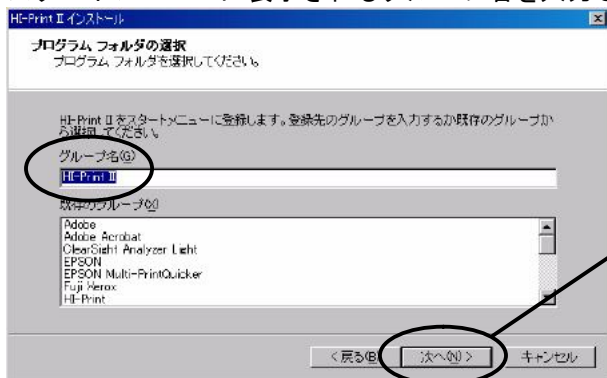 HI-Print II インストール
プログラム フォルダの選択
プログラム フォルダを選択してください。
HI-Print II をスタートメニューに登録します。登録先のグループを入力するか既存のグループか
ら選択してください。
グループ名(G)
HI-Print II
既存のグループ(X)
Adobe
Adobe Acrobat
ClearSight Analyzer Light
EPSON
EPSON Multi-PrintQuicker
Fuji Xerox
HI-Print
<戻る(B) 次へ(N)> キャンセル